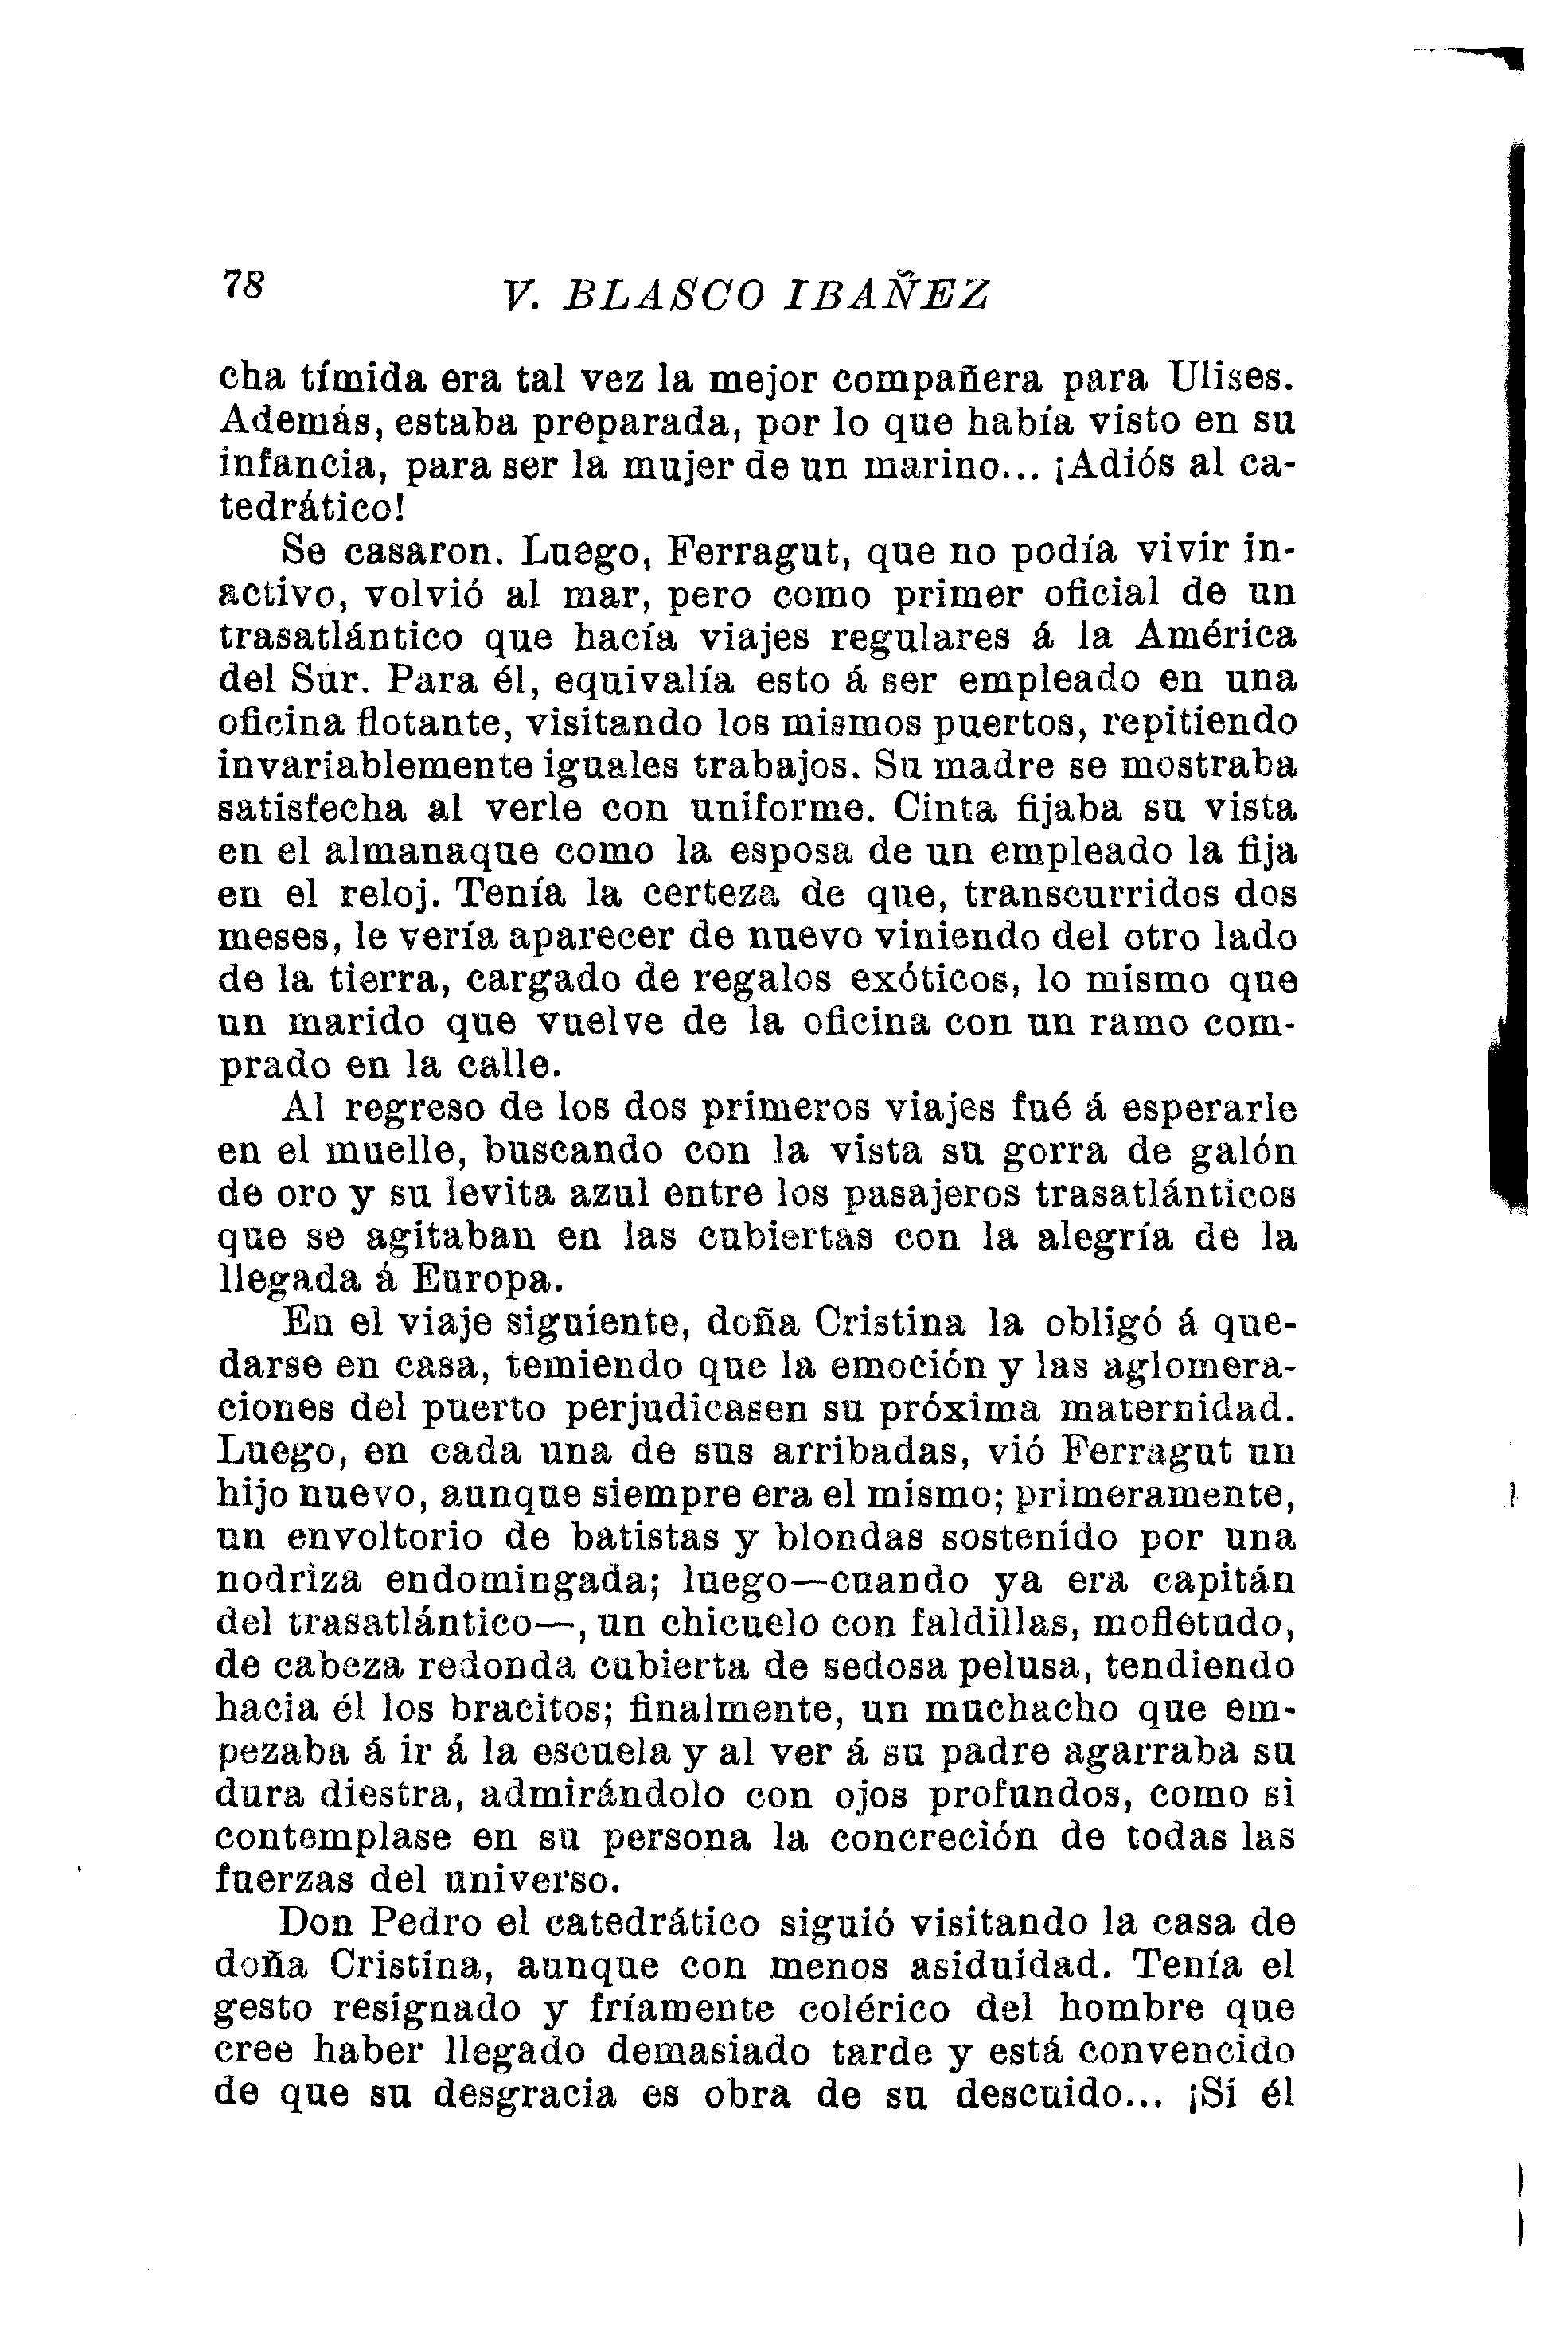 78
V. BLASCO IBAÑEZ
cha tímida era tal vez la mejor compañera para Ulises.
Además, estaba preparada, por lo que había visto en su
infancia, para ser la mujer de un marino... ¡Adiós al ca-
tedrático!
Se casaron. Luego, Ferragut, que no podía vivir in-
activo, volvió al mar, pero como primer oficial de un
trasatlántico que hacía viajes regulares á la América
del Sur. Para él, equivalía esto á ser empleado en una
oficina flotante, visitando los mismos puertos, repitiendo
invariablemente iguales trabajos. Su madre se mostraba
satisfecha al verle con uniforme. Cinta fijaba su vista
en el almanaque como la esposa de un empleado la fija
en el reloj. Tenía la certeza de que, transcurridos dos
meses, le vería aparecer de nuevo viniendo del otro lado
de la tierra, cargado de regalos exóticos, lo mismo que
un marido que vuelve de la oficina con un ramo com-
prado en la calle.
Al regreso de los dos primeros viajes fué á esperarle
en el muelle, buscando con la vista su gorra de galón
de oro y su levita azul entre los pasajeros trasatlánticos
que se agitaban en las cubiertas con la alegría de la
llegada á Europa.
En el viaje siguiente, doña Cristina la obligó á que-
darse en casa, temiendo que la emoción y las aglomera-
ciones del puerto perjudicasen su próxima maternidad.
Luego, en cada una de sus arribadas, vió Ferragut un
hijo nuevo, aunque siempre era el mismo; primeramente,
un envoltorio de batistas y blondas sostenido por una
nodriza endomingada; luego—cuando ya era capitán
del trasatlántico—, un chicuelo con faldillas, mofletudo,
de cabeza redonda cubierta de sedosa pelusa, tendiendo
hacia él los bracitos; finalmente, un muchacho que em-
pezaba á ir á la escuela y al ver á su padre agarraba su
dura diestra, admirándolo con ojos profundos, como si
contemplase en su persona la concreción de todas las
fuerzas del universo.
Don Pedro el catedrático siguió visitando la casa de
doña Cristina, aunque con menos asiduidad. Tenía el
gesto resignado y fríamente colérico del hombre que
cree haber llegado demasiado tarde y está convencido
de que su desgracia es obra de su descuido... ¡Si él